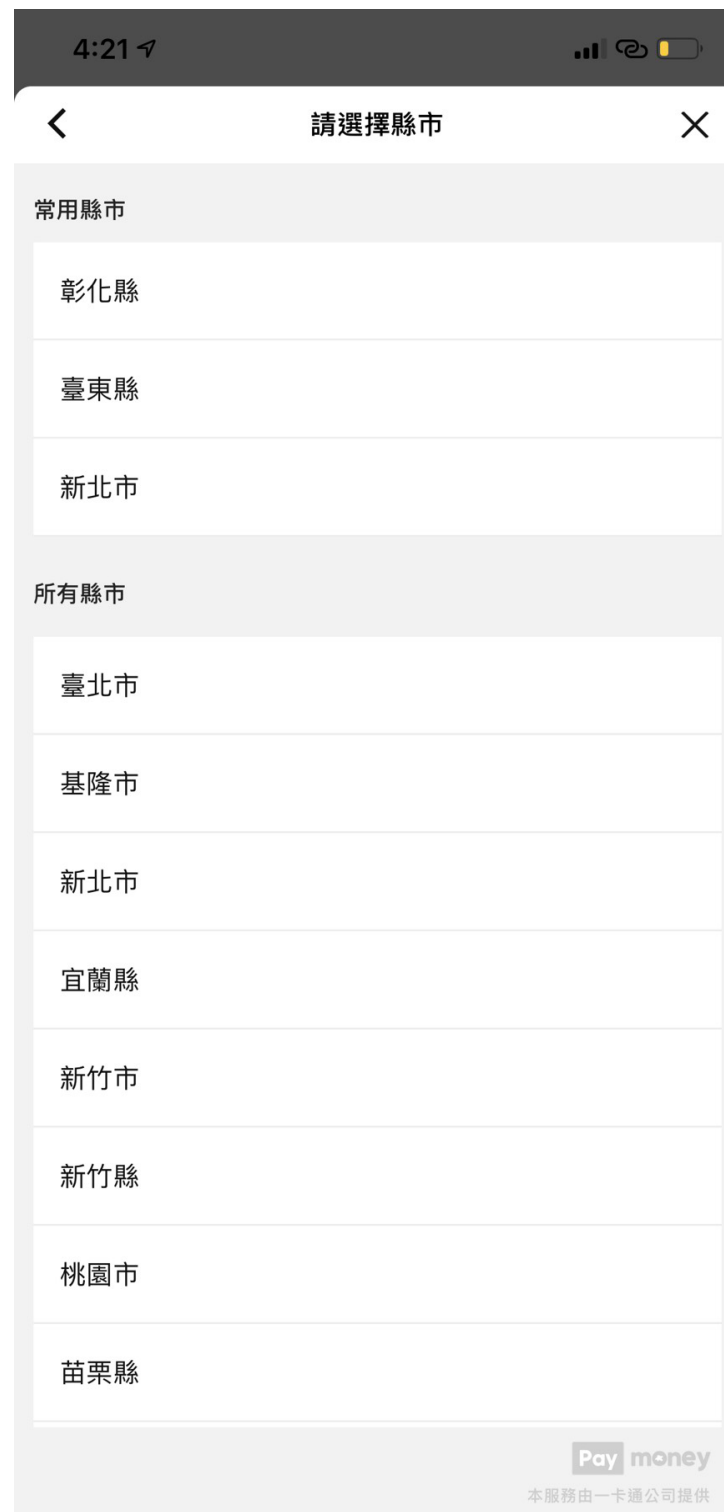 4:21
請選擇縣市
常用縣市
彰化縣
臺東縣
新北市
所有縣市
臺北市
基隆市
新北市
宜蘭縣
新竹市
新竹縣
桃園市
苗栗縣
Pay money
本服務由一卡通公司提供